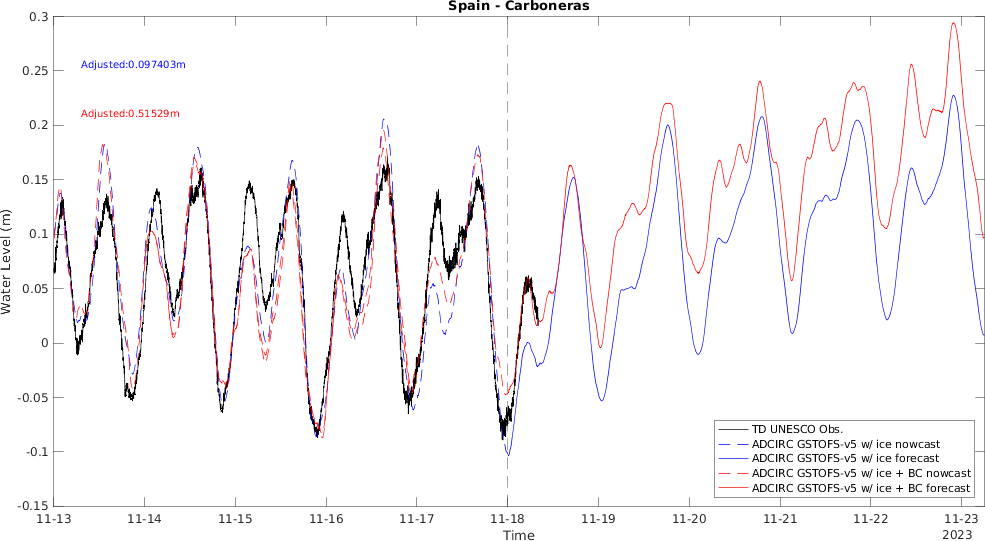 Spain - Carboneras
0.3
0.25
0.2
0.15
0.1
0.05
0
-0.05
-0.1
-0.15
Water Level (m)
Adjusted:0.097403m
Adjusted:0.51529m
TD UNESCO Obs.
ADCIRC GSTOFS-v5 w/ ice nowcast
ADCIRC GSTOFS-v5 w/ ice forecast
ADCIRC GSTOFS-v5 w/ ice + BC nowcast
ADCIRC GSTOFS-v5 w/ ice + BC forecast
11-13 11-14 11-15 11-16 11-17 11-18 11-19 11-20 11-21 11-22 11-23
Time
2023